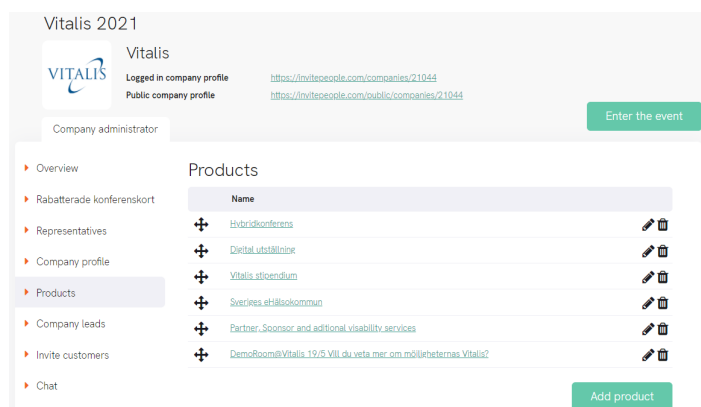 Vitalis 2021
VITALIS
Vitalis
Logged in company profile https://invitepeople.com/companies/21044
Public company profile https://invitepeople.com/public/companies/21044
Enter the event
Company administrator
Overview
Rabatterade konferenskort
Representatives
Company profile
Products
Company leads
Invite customers
Chat
Products
Name
Hybridkonferens
Digital utställning
Vitalis stipendium
Sveriges eHälsokommun
Partner, Sponsor and aditional visability services
DemoRoom@Vitalis 19/5 Vill du veta mer om möjligheternas Vitalis?
Add product